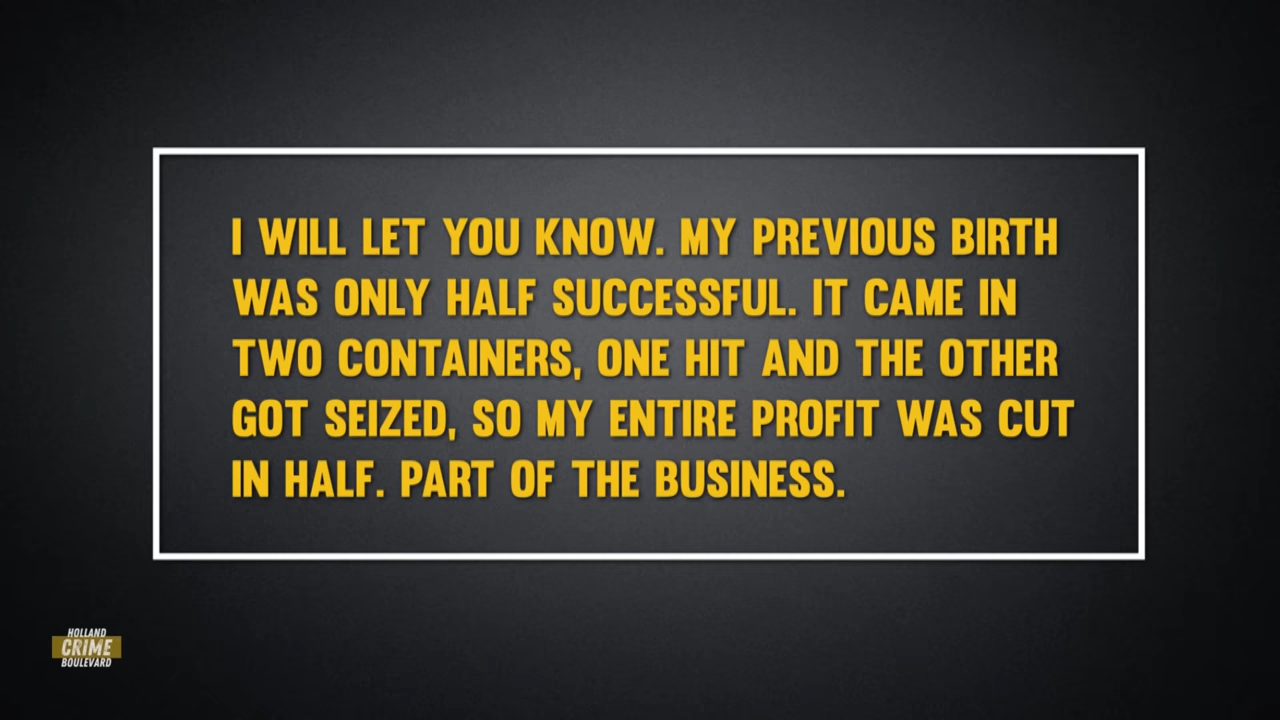 I WILL LET YOU KNOW. MY PREVIOUS BIRTH
WAS ONLY HALF SUCCESSFUL. IT CAME IN
TWO CONTAINERS, ONE HIT AND THE OTHER
GOT SEIZED, SO MY ENTIRE PROFIT WAS CUT
IN HALF. PART OF THE BUSINESS.
HOLLAND
CRIME
BOULEVARD